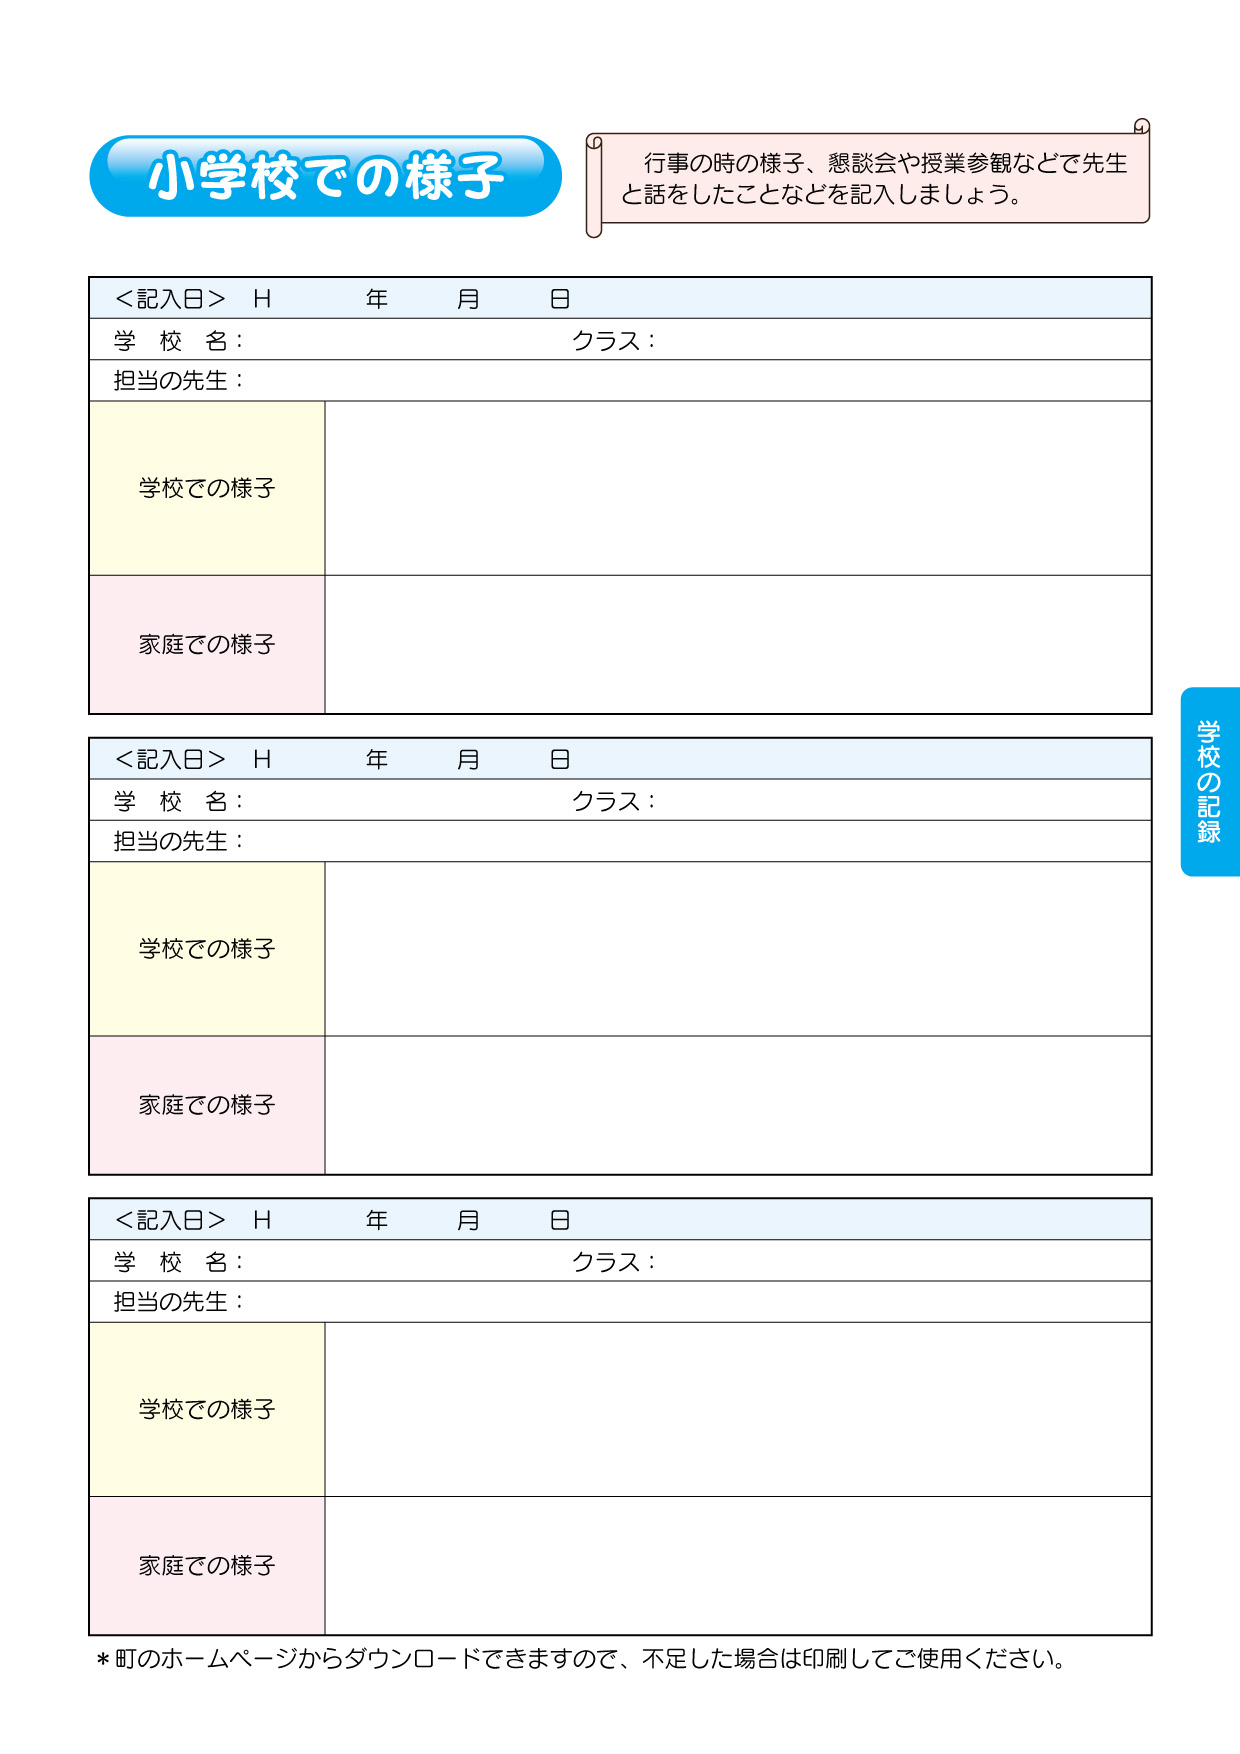 小学校での様子
行事の時の様子、懇談会や授業参観などで先生
と話をしたことなどを記入しましょう。
＜記入日＞　H　　　　年　　　月　　　日
学　校　名：　　　　　　　　　　　　　　クラス：
担当の先生：
学校での様子
家庭での様子
＜記入日＞　H　　　　年　　　月　　　日
学　校　名：　　　　　　　　　　　　　　クラス：
担当の先生：
学校での様子
家庭での様子
＜記入日＞　H　　　　年　　　月　　　日
学　校　名：　　　　　　　　　　　　　　クラス：
担当の先生：
学校での様子
家庭での様子
＊町のホームページからダウンロードできますので、不足した場合は印刷してご使用ください。
学校の記録